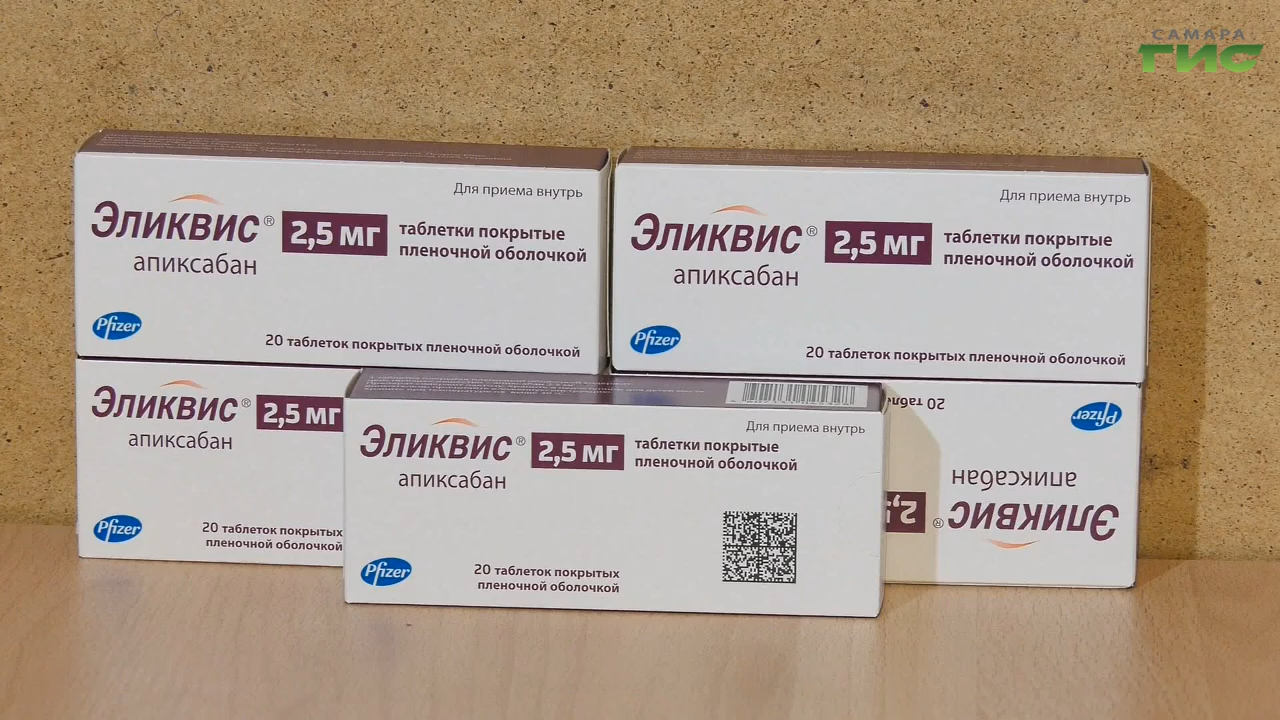 САМАРА
ГИС
Для приема внутрь
Эликвис® 2,5 мг таблетки покрытые
пленочной оболочкой
апиксабан
Pfizer
20 таблеток покрытых пленочной оболочкой
Для приема внутрь
Эликвис® 2,5 мг таблетки покрытые
пленочной оболочкой
апиксабан
Pfizer
20 таблеток покрытых пленочной оболочкой
Эликвис® 2,5 мг
апиксабан
Pfizer
20 таблеток покрытых
пленочной оболочкой
Для приема внутрь
Эликвис® 2,5 мг таблетки покрытые
пленочной оболочкой
апиксабан
Pfizer
20 таблеток покрытых
пленочной оболочкой
Эликвис® 2,5
апиксабан
Pfizer
20